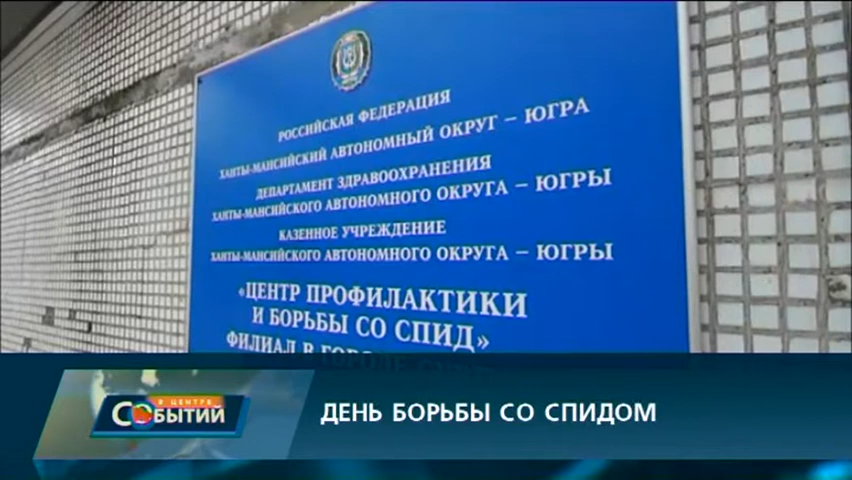 РОССИЙСКАЯ ФЕДЕРАЦИЯ
ХАНТЫ-МАНСИЙСКИЙ АВТОНОМНЫЙ ОКРУГ – ЮГРА
ДЕПАРТАМЕНТ ЗДРАВООХРАНЕНИЯ
ХАНТЫ-МАНСИЙСКОГО АВТОНОМНОГО ОКРУГА – ЮГРЫ
КАЗЕННОЕ УЧРЕЖДЕНИЕ
ХАНТЫ-МАНСИЙСКОГО АВТОНОМНОГО ОКРУГА – ЮГРЫ
«ЦЕНТР ПРОФИЛАКТИКИ
И БОРЬБЫ СО СПИД»
ФИЛИАЛ В ГОРОДЕ
В ЦЕНТРЕ
СОБЫТИЙ
ДЕНЬ БОРЬБЫ СО СПИДОМ